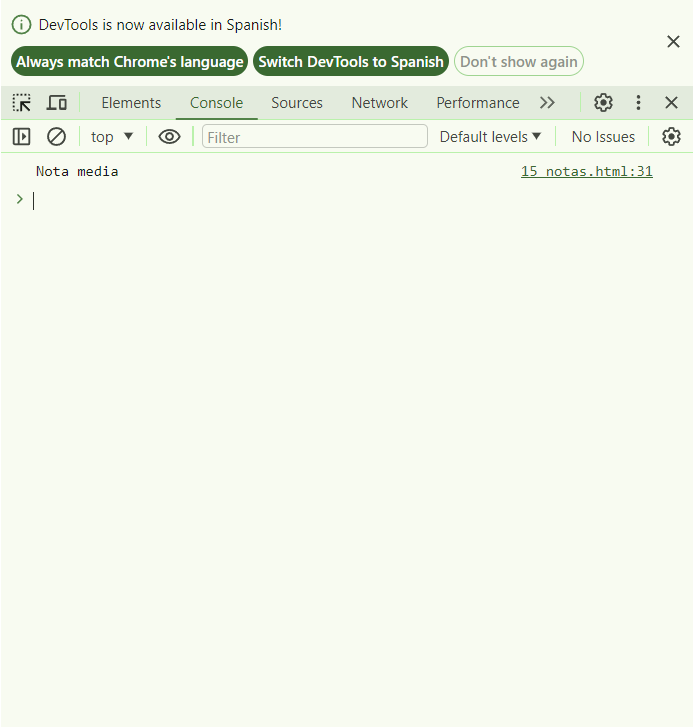 DevTools is now available in Spanish!
Always match Chrome's language Switch DevTools to Spanish Don't show again
Elements Console Sources Network Performance
top Filter Default levels No Issues
Nota media 15_notas.html:31